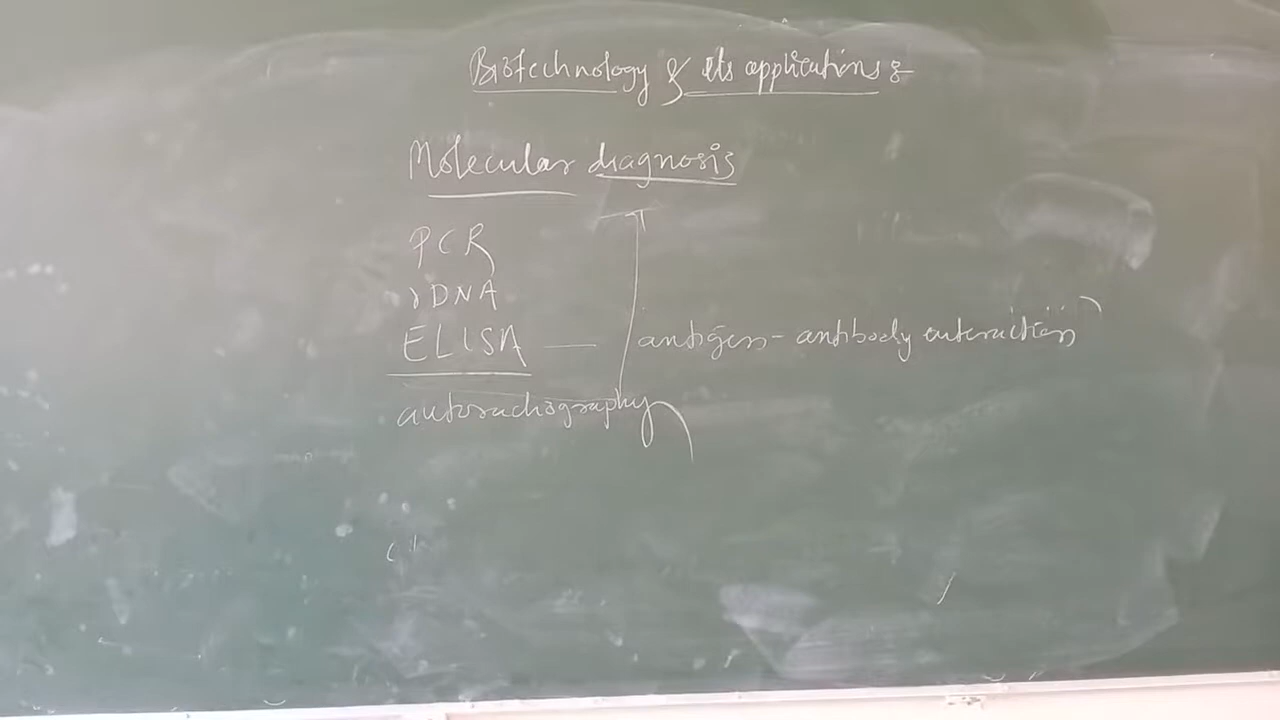 Biotechnology & its applications :-
Molecular diagnosis
PCR
rDNA
ELISA — antigen-antibody interaction
autoradiography